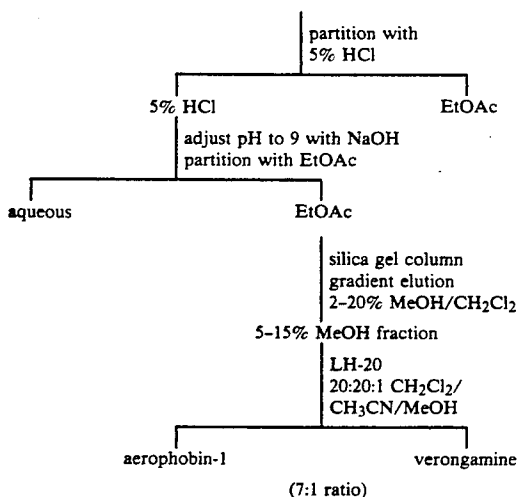 partition with
5% HCl
5% HCl
EtOAc
adjust pH to 9 with NaOH
partition with EtOAc
aqueous
EtOAc
silica gel column
gradient elution
2–20% MeOH/CH2Cl2
5–15% MeOH fraction
LH-20
20:20:1 CH2Cl2/
CH3CN/MeOH
aerophobin-1
verongamine
(7:1 ratio)